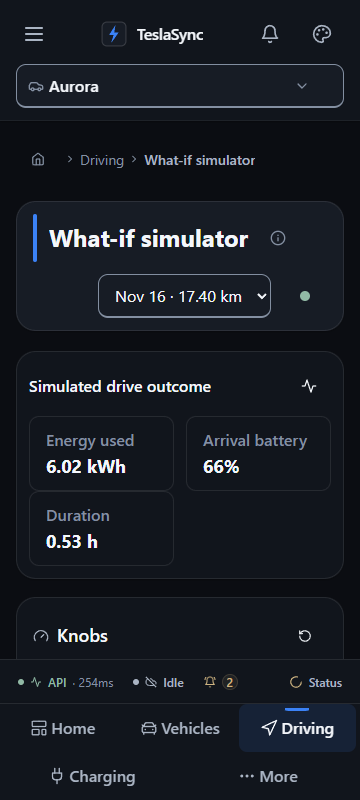 TeslaSync
Aurora
Driving
What-if simulator
What-if simulator
Nov 16 · 17.40 km
Simulated drive outcome
Energy used
6.02 kWh
Arrival battery
66%
Duration
0.53 h
Knobs
API · 254ms
Idle
2
Status
Home
Vehicles
Driving
Charging
More